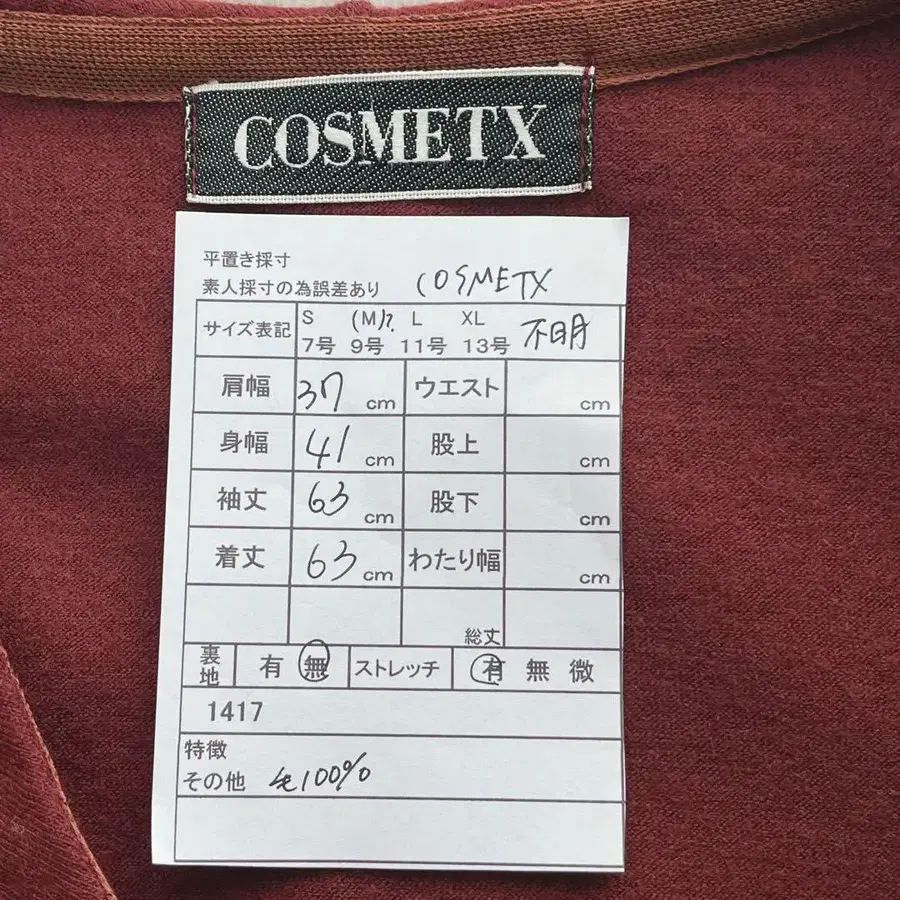 COSMETX
平置き採寸
素人採寸の為誤差あり COSMETX
サイズ表記 S (M)? L XL 不明
7号 9号 11号 13号
肩幅 37 cm ウエスト cm
身幅 41 cm 股上 cm
袖丈 63 cm 股下 cm
着丈 63 cm わたり幅 cm
総丈
裏地 有 無 ストレッチ 有 無 微
1417
特徴
その他 毛100%